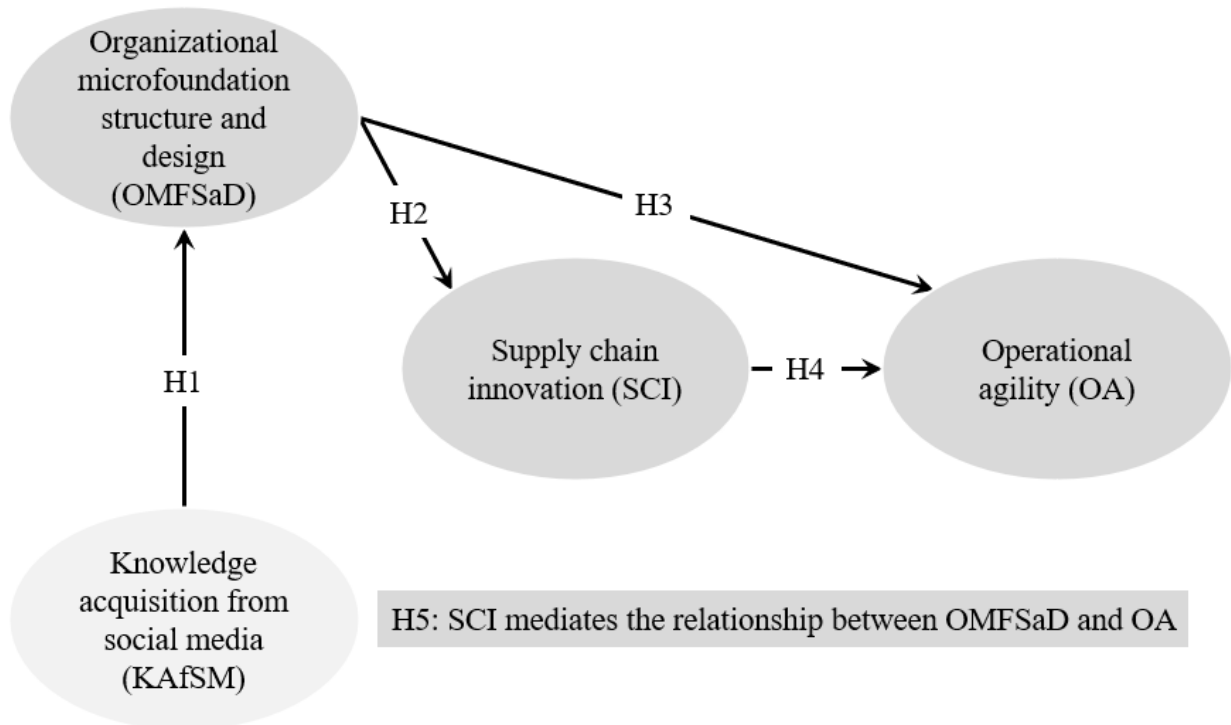 Organizational
microfoundation
structure and
design
(OMFSaD)
H2
H3
Supply chain
innovation (SCI)
H4
Operational
agility (OA)
H1
Knowledge
acquisition from
social media
(KAfSM)
H5: SCI mediates the relationship between OMFSaD and OA